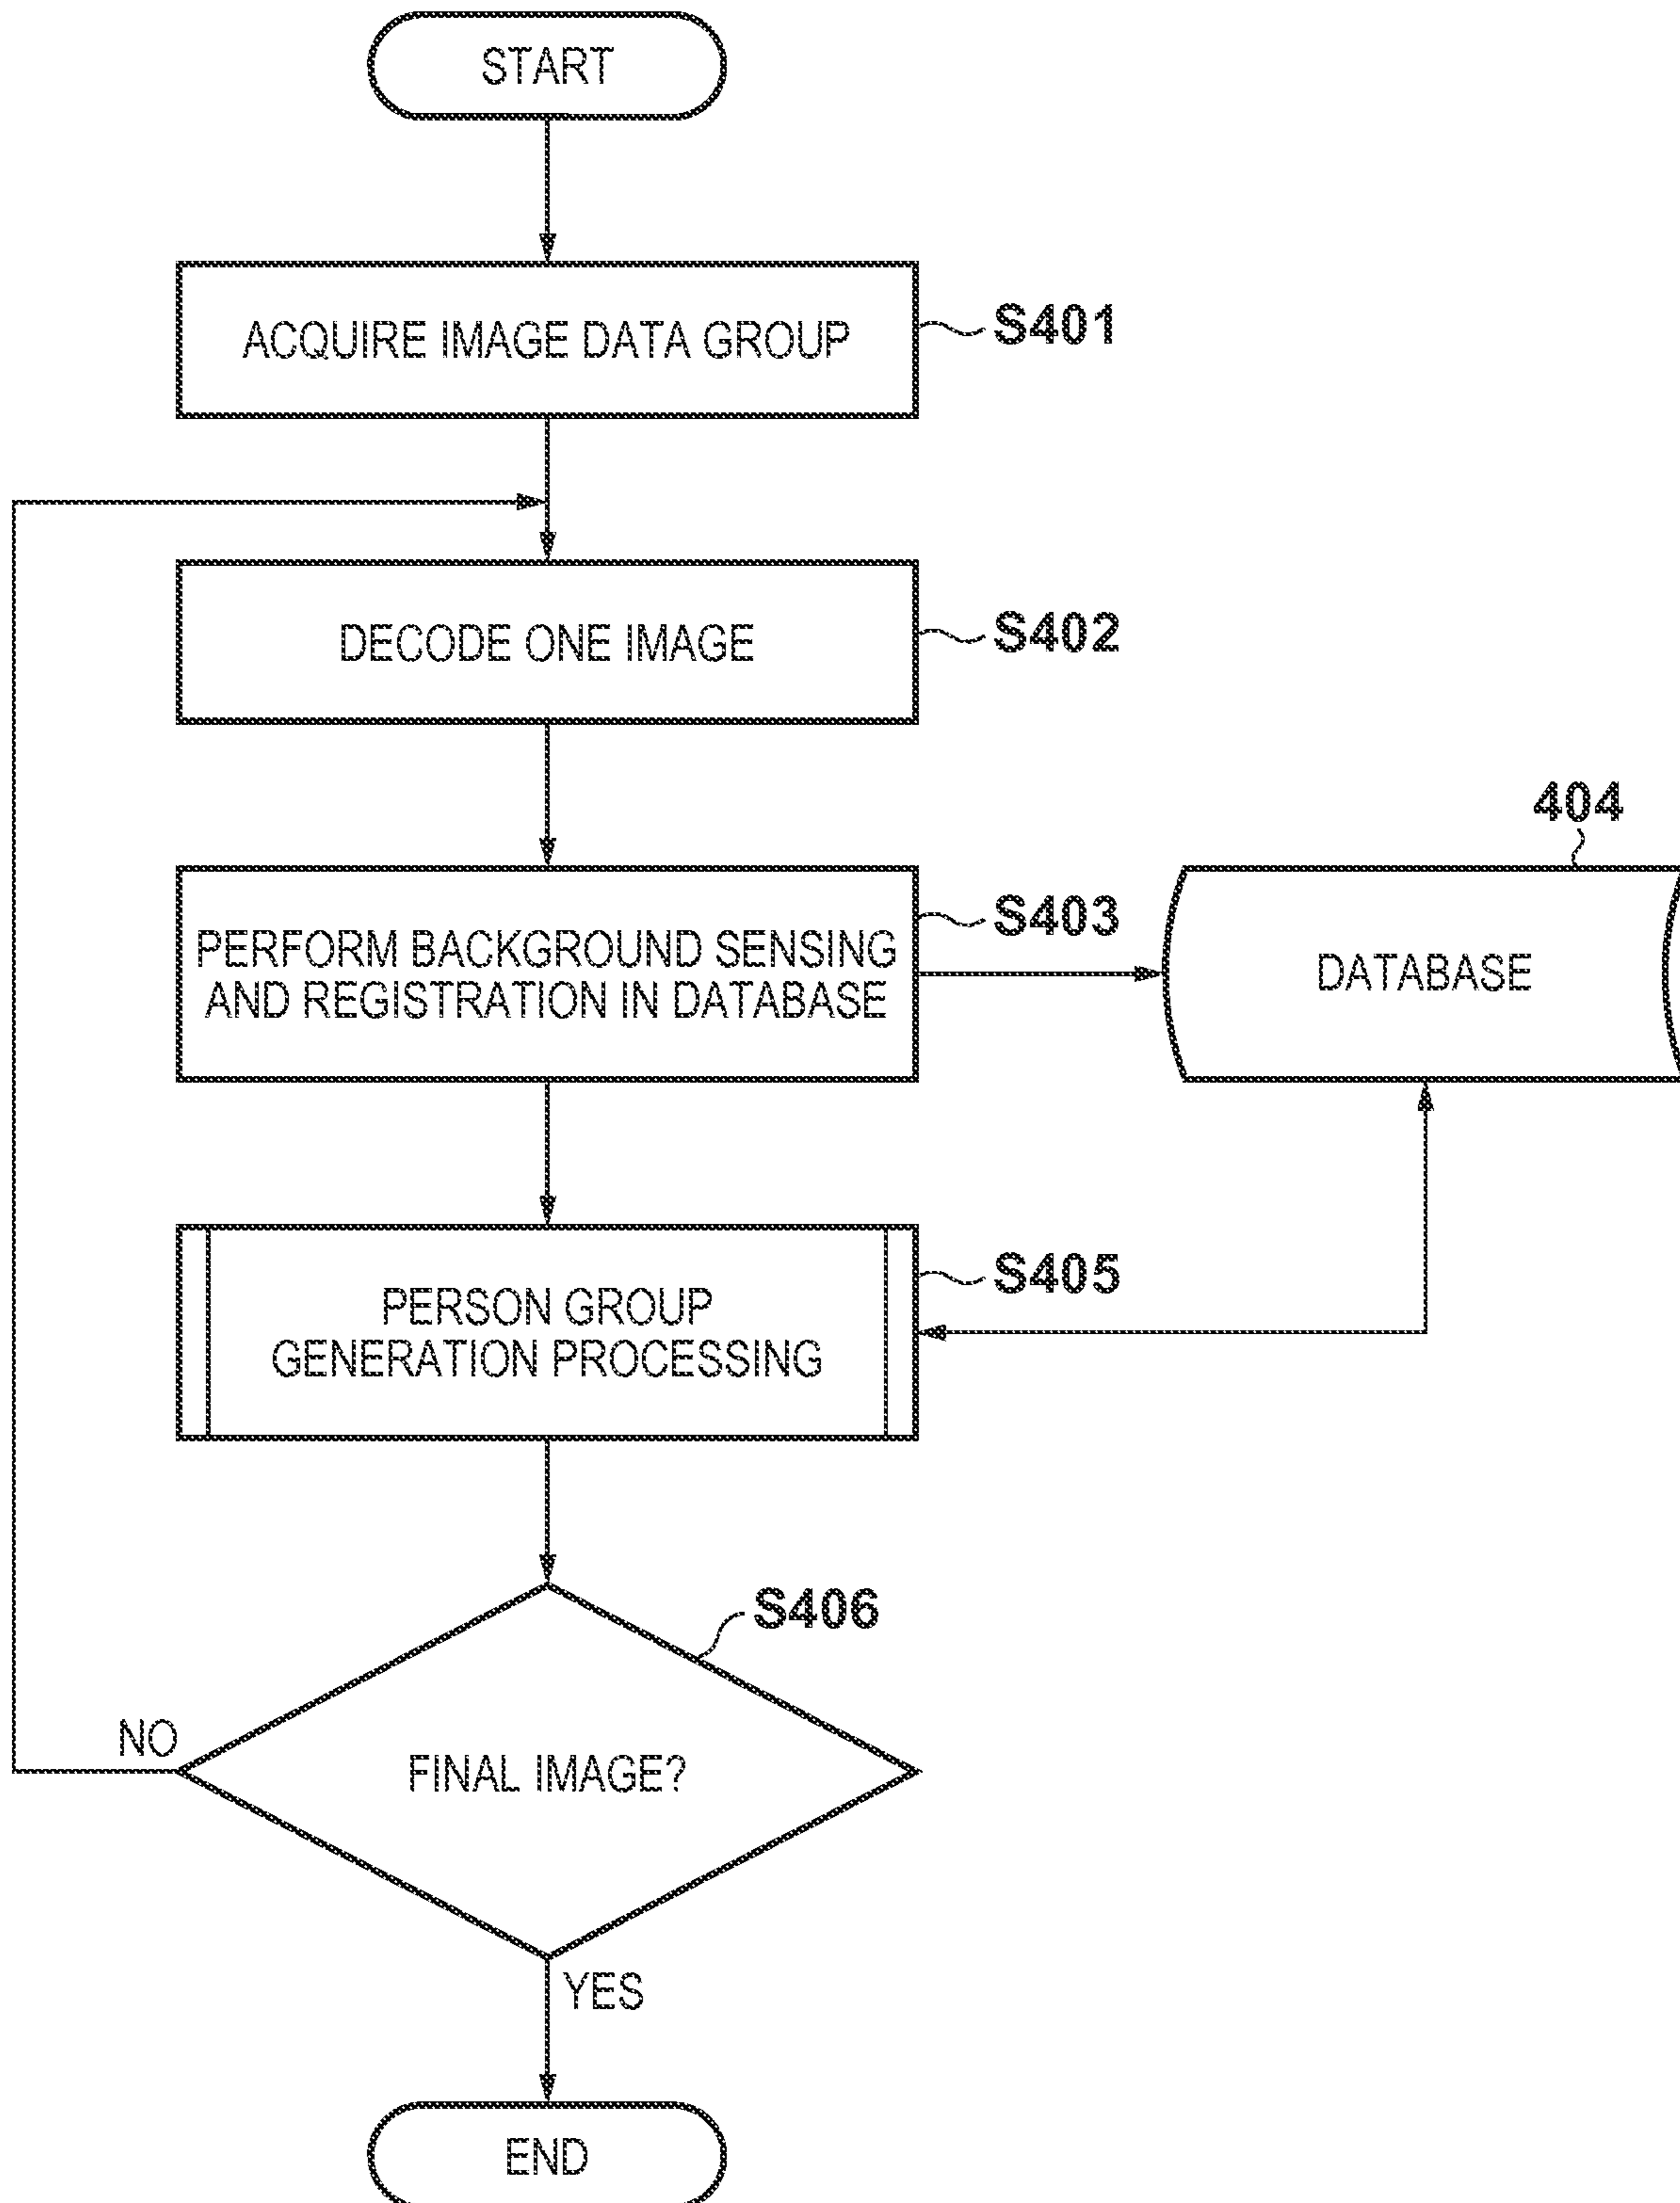 START
ACQUIRE IMAGE DATA GROUP
S401
DECODE ONE IMAGE
S402
404
PERFORM BACKGROUND SENSING
AND REGISTRATION IN DATABASE
S403
DATABASE
PERSON GROUP
GENERATION PROCESSING
S405
S406
NO
FINAL IMAGE?
YES
END